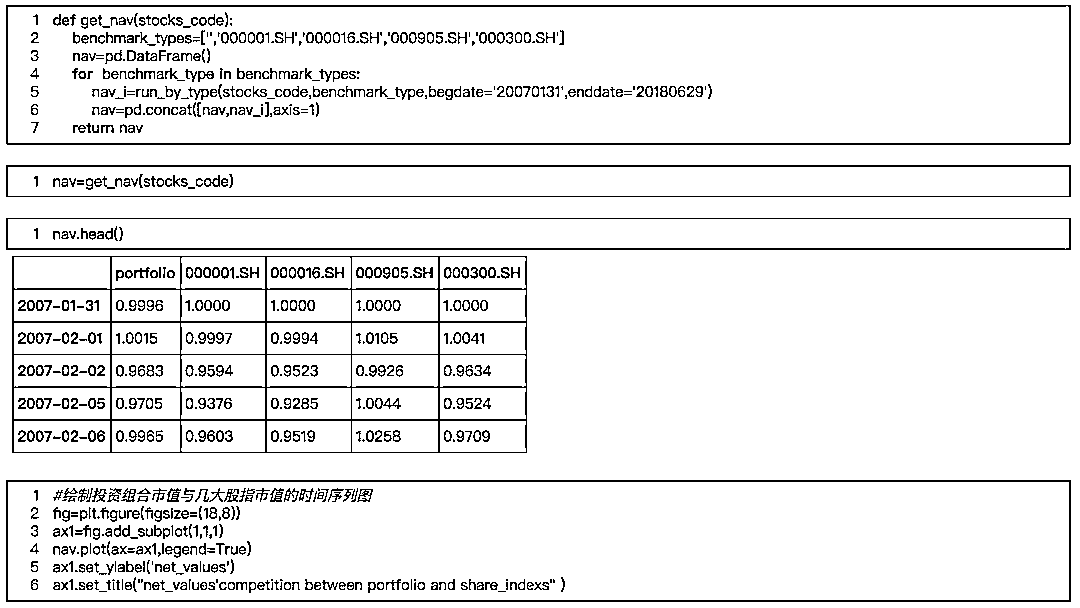 1 def get_nav(stocks_code):
2 benchmark_types=['','000001.SH','000016.SH','000905.SH','000300.SH']
3 nav=pd.DataFrame()
4 for benchmark_type in benchmark_types:
5 nav_i=run_by_type(stocks_code,benchmark_type,begdate='20070131',enddate='20180629')
6 nav=pd.concat([nav,nav_i],axis=1)
7 return nav
1 nav=get_nav(stocks_code)
1 nav.head()
portfolio 000001.SH 000016.SH 000905.SH 000300.SH
2007-01-31 0.9996 1.0000 1.0000 1.0000 1.0000
2007-02-01 1.0015 0.9997 0.9994 1.0105 1.0041
2007-02-02 0.9683 0.9594 0.9523 0.9926 0.9634
2007-02-05 0.9705 0.9376 0.9285 1.0044 0.9524
2007-02-06 0.9965 0.9603 0.9519 1.0258 0.9709
1 #绘制投资组合市值与几大股指市值的时间序列图
2 fig=plt.figure(figsize=(18,8))
3 ax1=fig.add_subplot(1,1,1)
4 nav.plot(ax=ax1,legend=True)
5 ax1.set_ylabel('net_values')
6 ax1.set_title("net_values'competition between portfolio and share_indexs" )